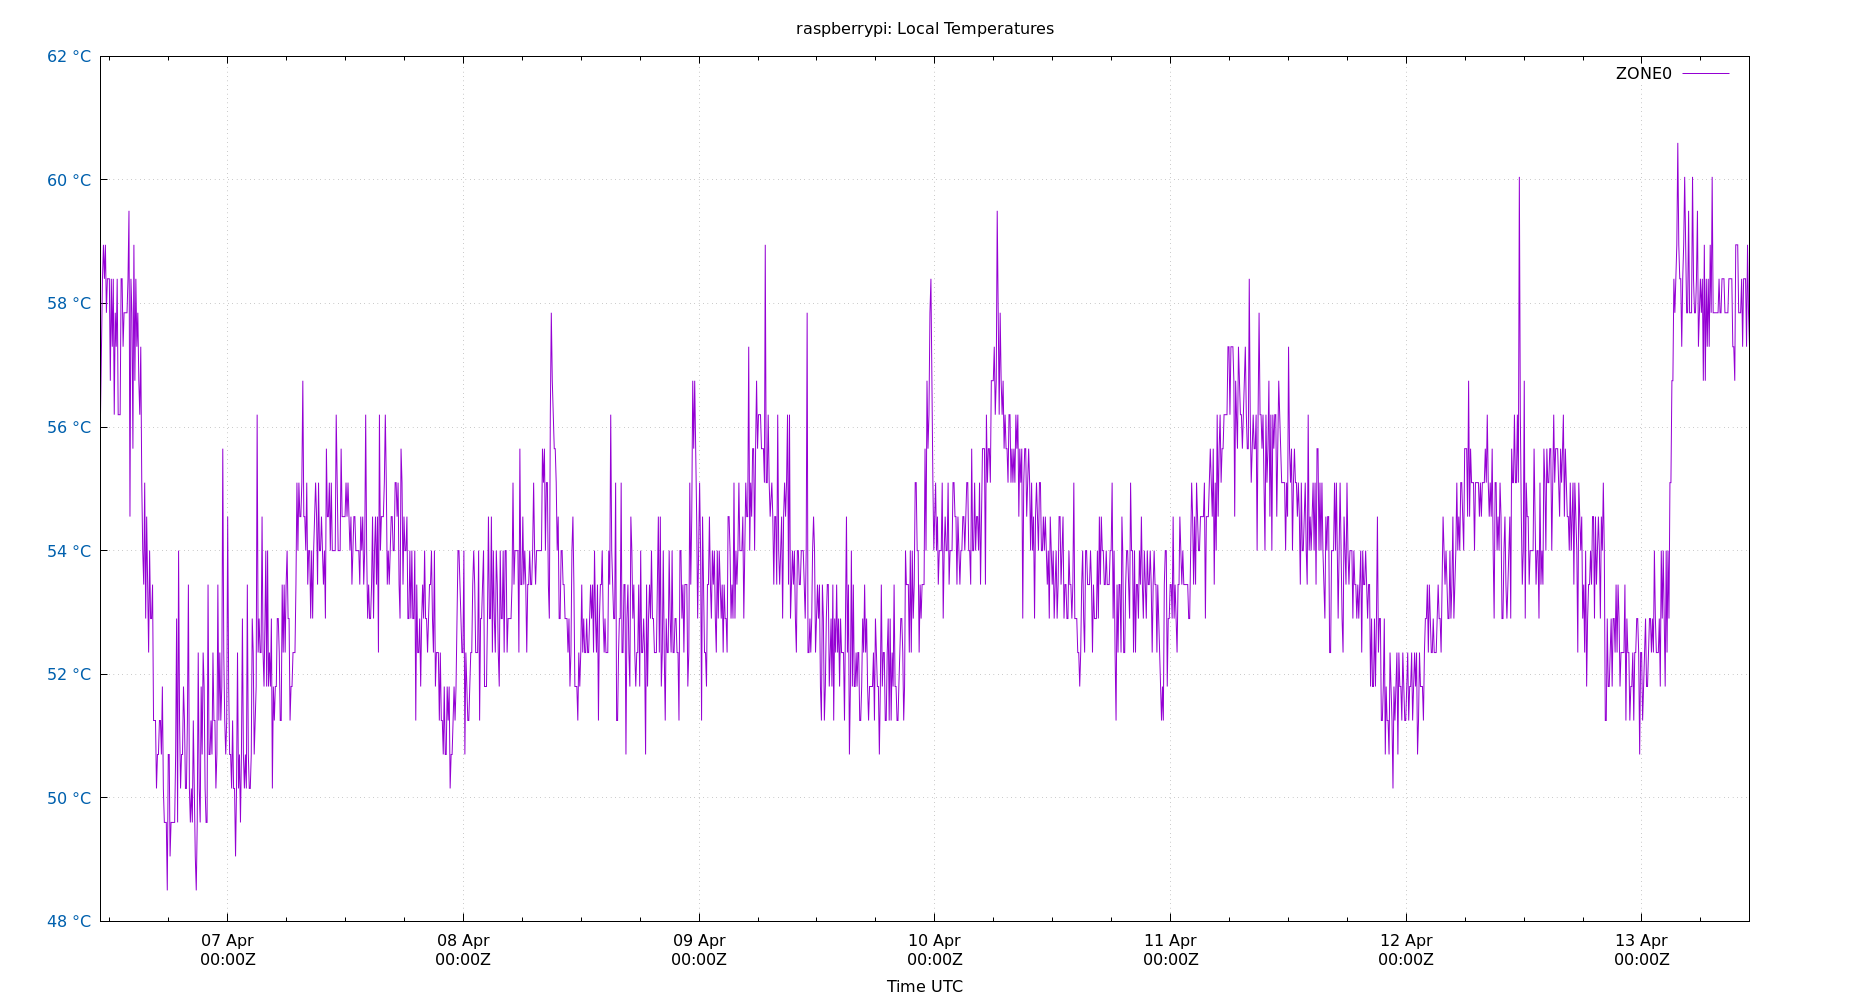 raspberrypi: Local Temperatures
62 °C
ZONE0
60 °C
58 °C
56 °C
54 °C
52 °C
50 °C
48 °C
07 Apr 08 Apr 09 Apr 10 Apr 11 Apr 12 Apr 13 Apr
00:00Z 00:00Z 00:00Z 00:00Z 00:00Z 00:00Z 00:00Z
Time UTC